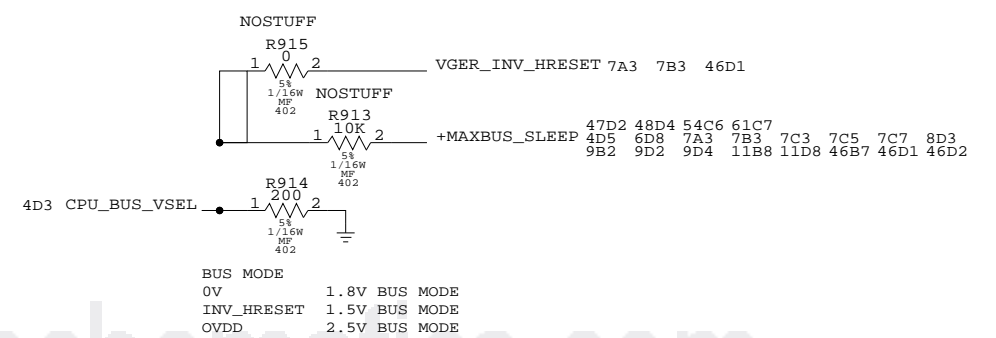 NOSTUFF
R915
0
1 2
VGER_INV_HRESET 7A3 7B3 46D1
5%
1/16W
MF
402
NOSTUFF
R913
10K
1 2
+MAXBUS_SLEEP
47D2 48D4 54C6 61C7
4D5 6D8 7A3 7B3 7C3 7C5 7C7 8D3
9B2 9D2 9D4 11B8 11D8 46B7 46D1 46D2
5%
1/16W
MF
402
R914
200
4D3 CPU_BUS_VSEL 1 2
5%
1/16W
MF
402
BUS MODE
0V 1.8V BUS MODE
INV_HRESET 1.5V BUS MODE
OVDD 2.5V BUS MODE